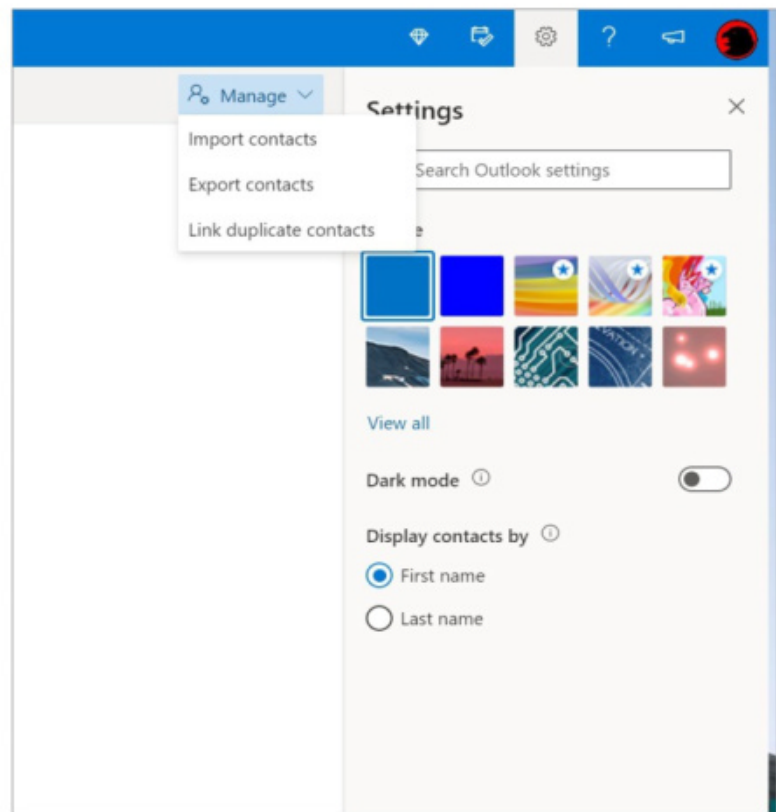 Manage
Settings
Import contacts
Search Outlook settings
Export contacts
Link duplicate contacts
View all
Dark mode
Display contacts by
First name
Last name